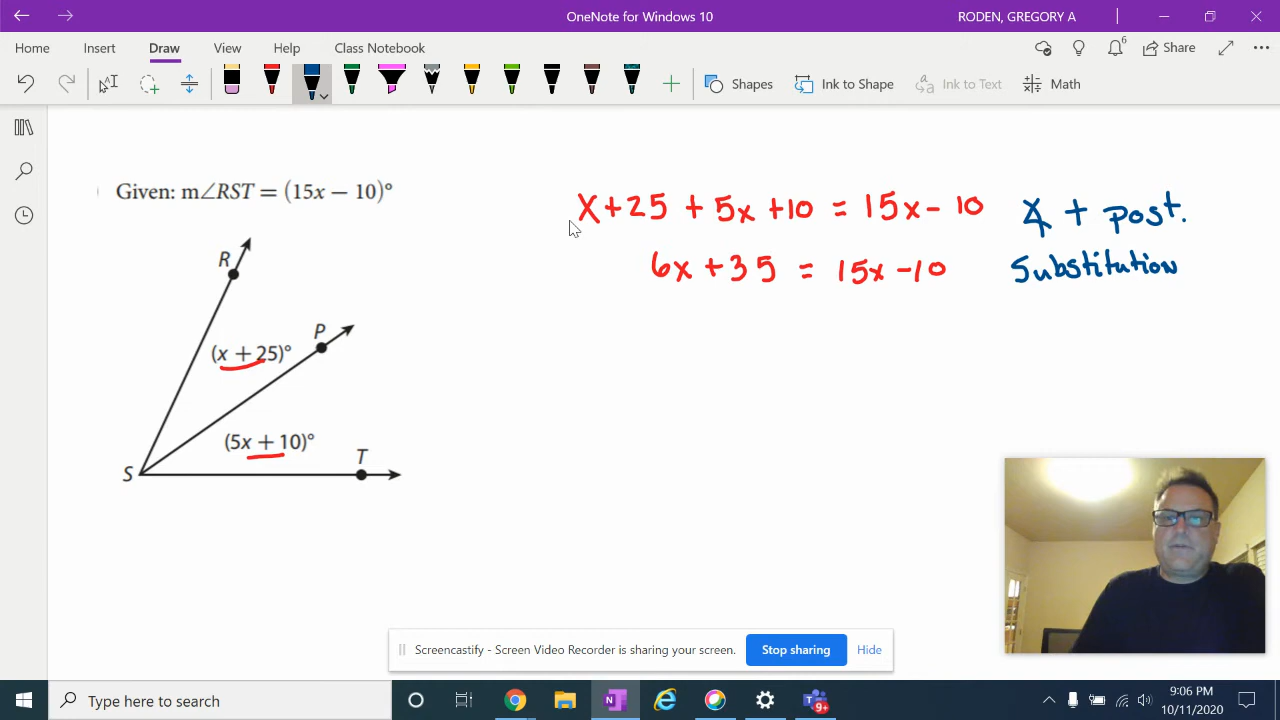 OneNote for Windows 10
RODEN, GREGORY A
Home Insert Draw View Help Class Notebook
6
Share
Shapes Ink to Shape Ink to Text Math
Given: m∠RST = (15x − 10)°
x + 25 + 5x + 10 = 15x - 10 ∡ + post.
6x + 35 = 15x - 10 Substitution
R
P
(x + 25)°
(5x + 10)°
T
S
Screencastify - Screen Video Recorder is sharing your screen. Stop sharing Hide
Type here to search
9+
9:06 PM
10/11/2020